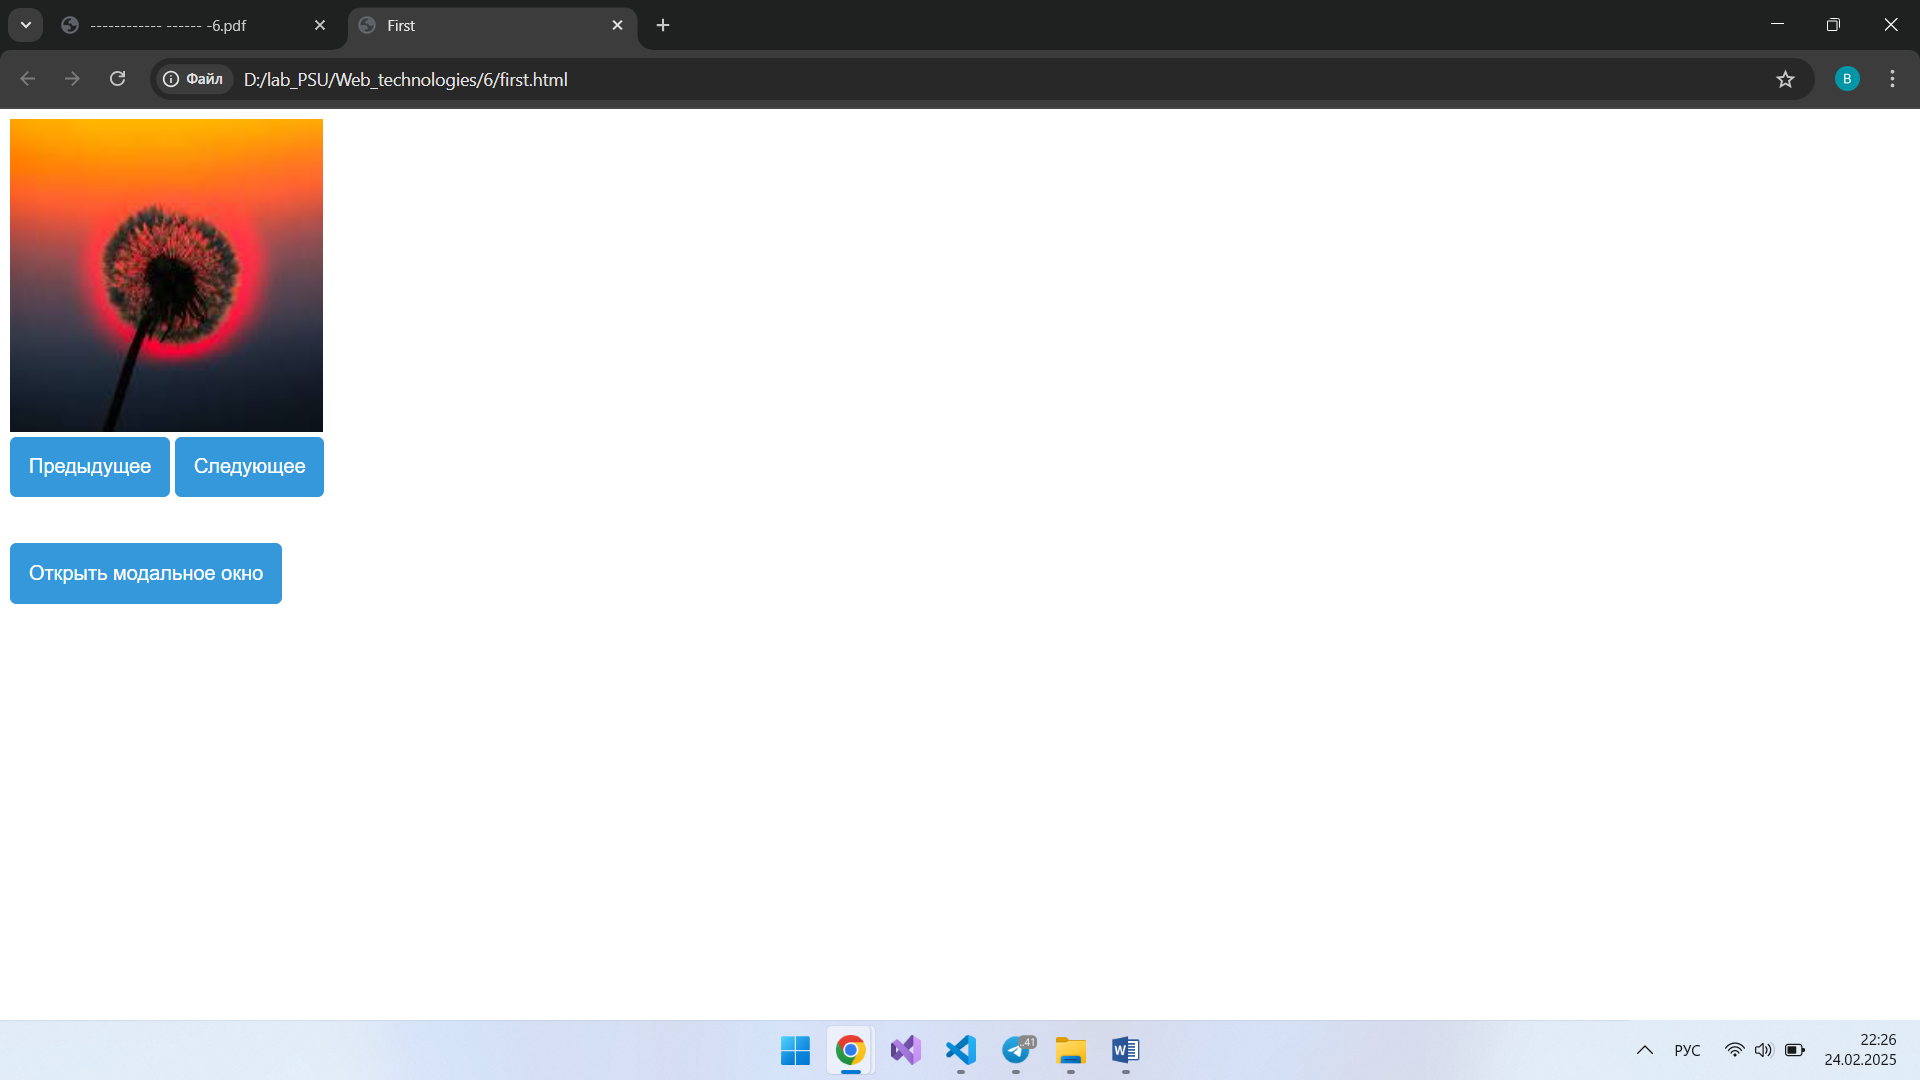 ------------ ------ -6.pdf
First
Файл
D:/lab_PSU/Web_technologies/6/first.html
B
Предыдущее
Следующее
Открыть модальное окно
41
W
РУС
22:26
24.02.2025